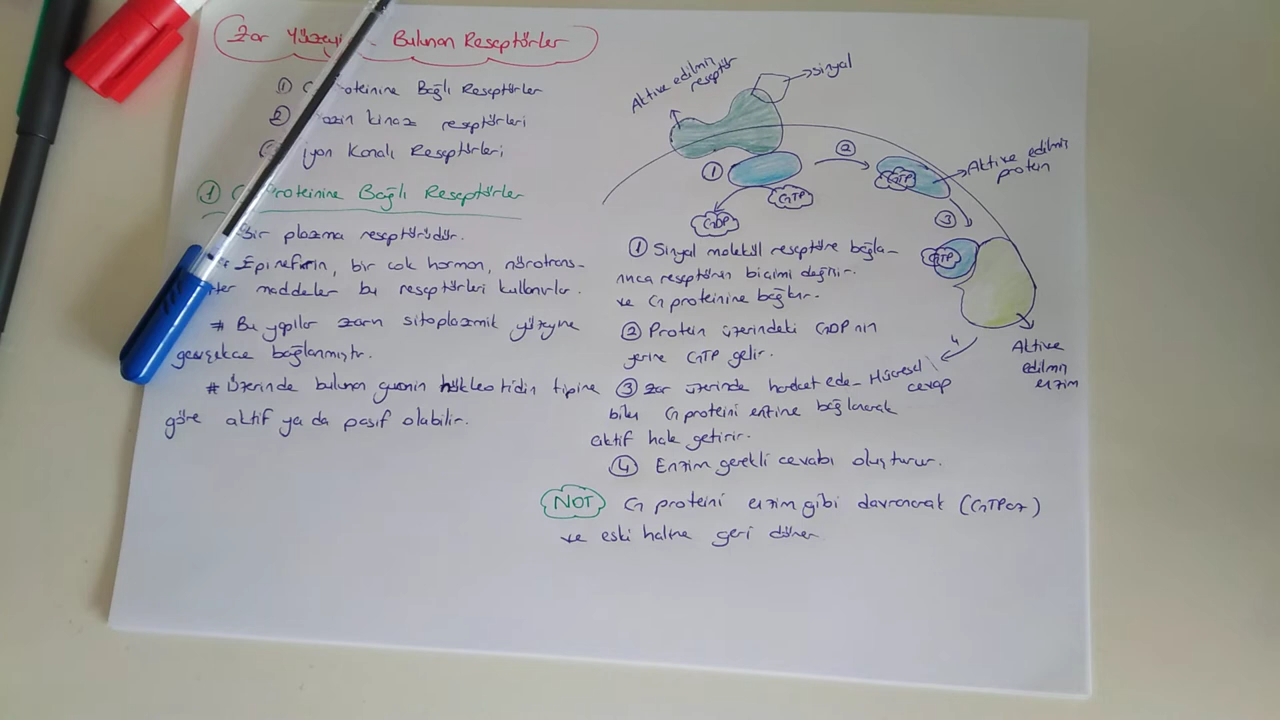 Zar Yüzeyi Bulunan Reseptörler
① G Proteinine Bağlı Reseptörler
② kinaz reseptörleri
iyon Kanalı Reseptörleri
① G Proteinine Bağlı Reseptörler
Bir plazma reseptörüdür.
Epinefrin, bir çok hormon, nörotrans-
maddeler bu reseptörleri kullanırlar.
* Bu yapılar zarın sitoplazmik yüzeyine
gevşekçe bağlanmıştır.
* Üzerinde bulunan guanin nükleotidin tipine
göre aktif ya da pasif olabilir.
Aktive edilmiş
reseptör
sinyal
①
②
GTP
GDP
GTP
Aktive edilmiş
protein
③
GTP
Aktive
edilmiş
enzim
4
Hücresel
cevap
① Sinyal molekül reseptöre bağla-
nınca reseptörün biçimi değişir.
ve G proteinine bağlanır.
② Protein üzerindeki GDP nin
yerine GTP gelir.
③ Zar üzerinde hareket ede-
bilen G proteini enzime bağlanarak
aktif hale getirir.
④ Enzim gerekli cevabı oluşturur.
NOT G proteini enzim gibi davranarak (GTPaz)
ve eski haline geri döner